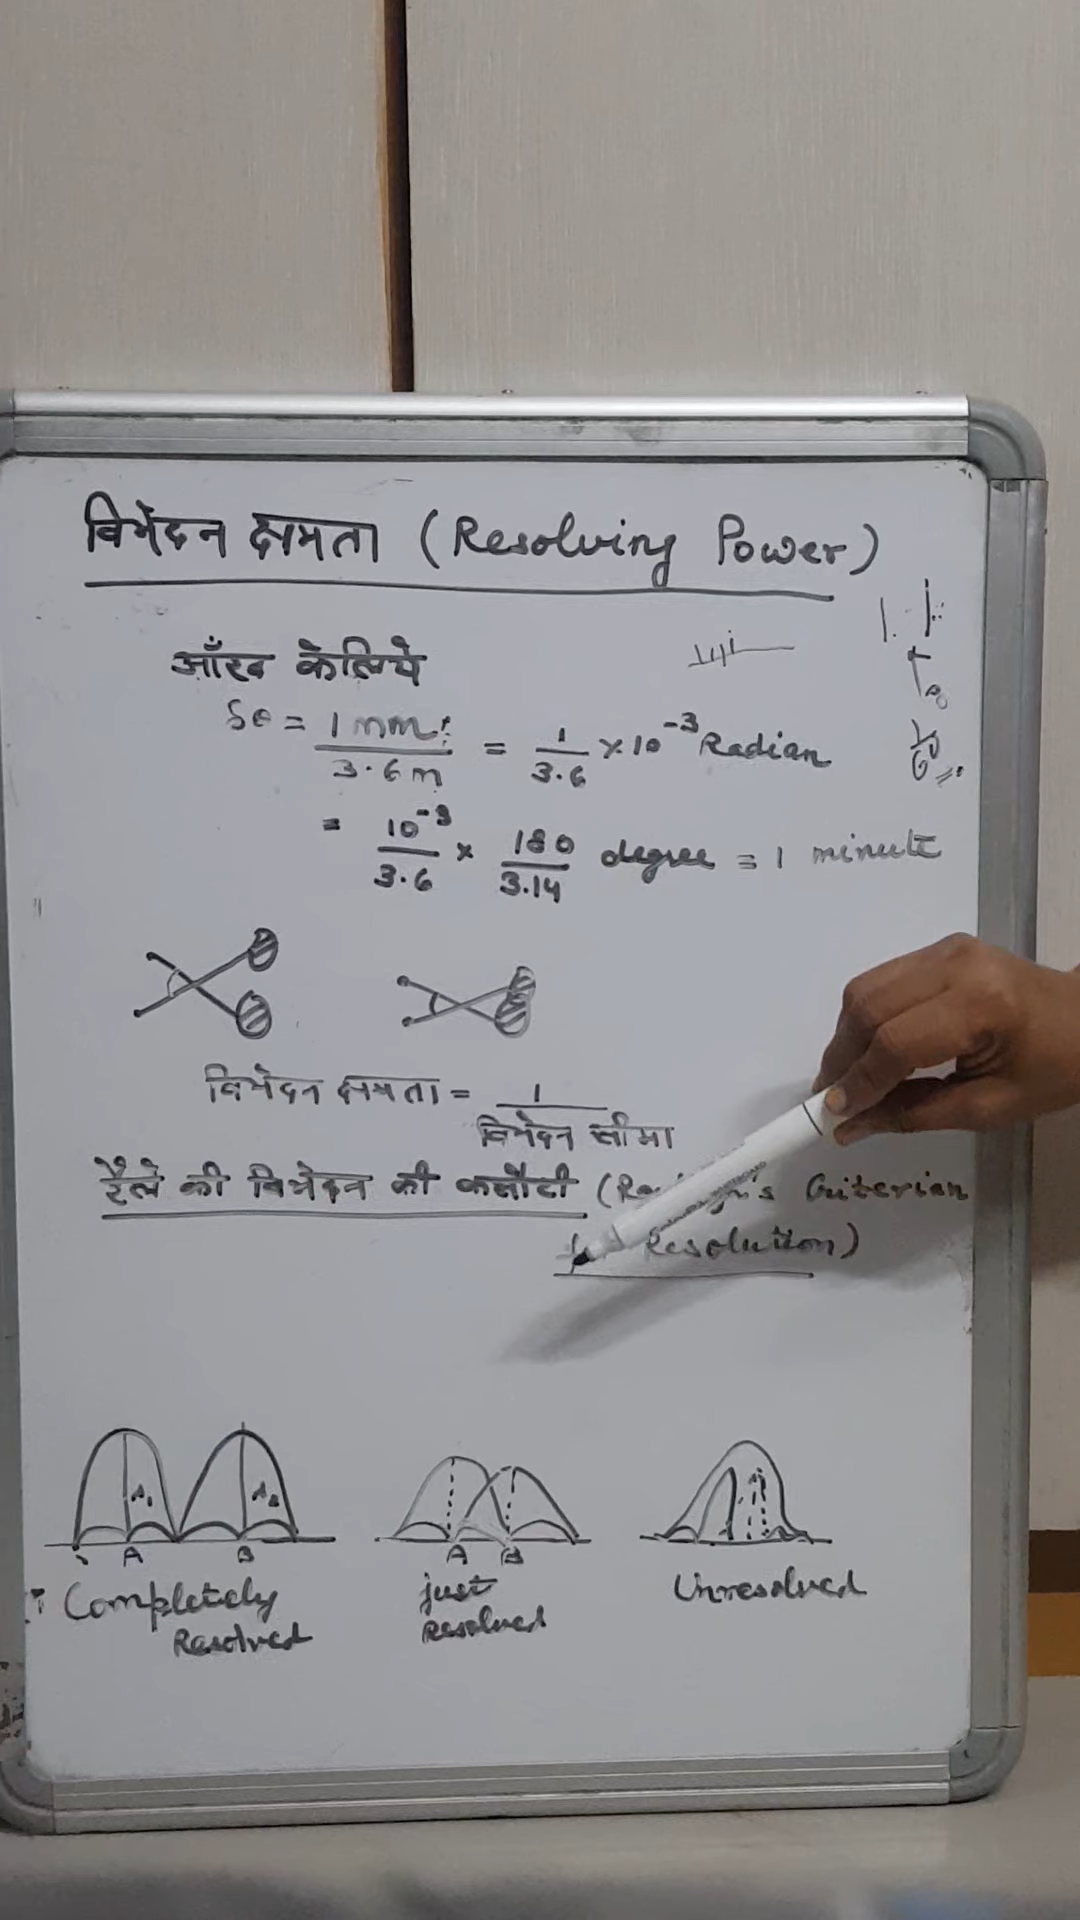 विभेदन क्षमता (Resolving Power)
आँख केलिये
δθ = 1 mm / 3.6 m = 1 / 3.6 × 10⁻³ Radian
= 10⁻³ / 3.6 × 180 / 3.14 degree = 1 minute
विभेदन क्षमता = 1 / विभेदन सीमा
रैले की विभेदन की कसौटी ( Criterian
Resolution)
A₁ A₂
A B
A B
Completely
Resolved
just
resolved
Unresolved